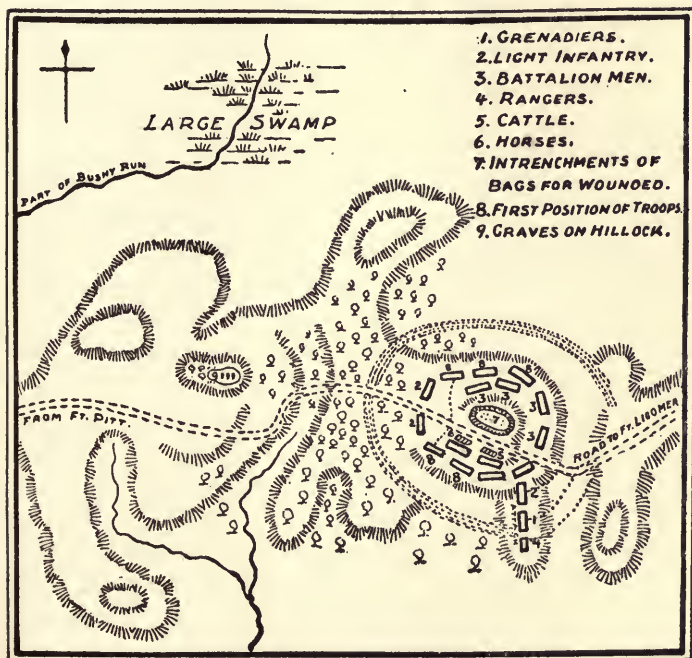 1. GRENADIERS.
2. LIGHT INFANTRY.
3. BATTALION MEN.
4. RANGERS.
5. CATTLE.
6. HORSES.
7. INTRENCHMENTS OF
BAGS FOR WOUNDED.
8. FIRST POSITION OF TROOPS.
9. GRAVES ON HILLOCK.
LARGE SWAMP
PART OF BUSHY RUN
FROM FT. PITT.
ROAD TO FT. LIGONIER